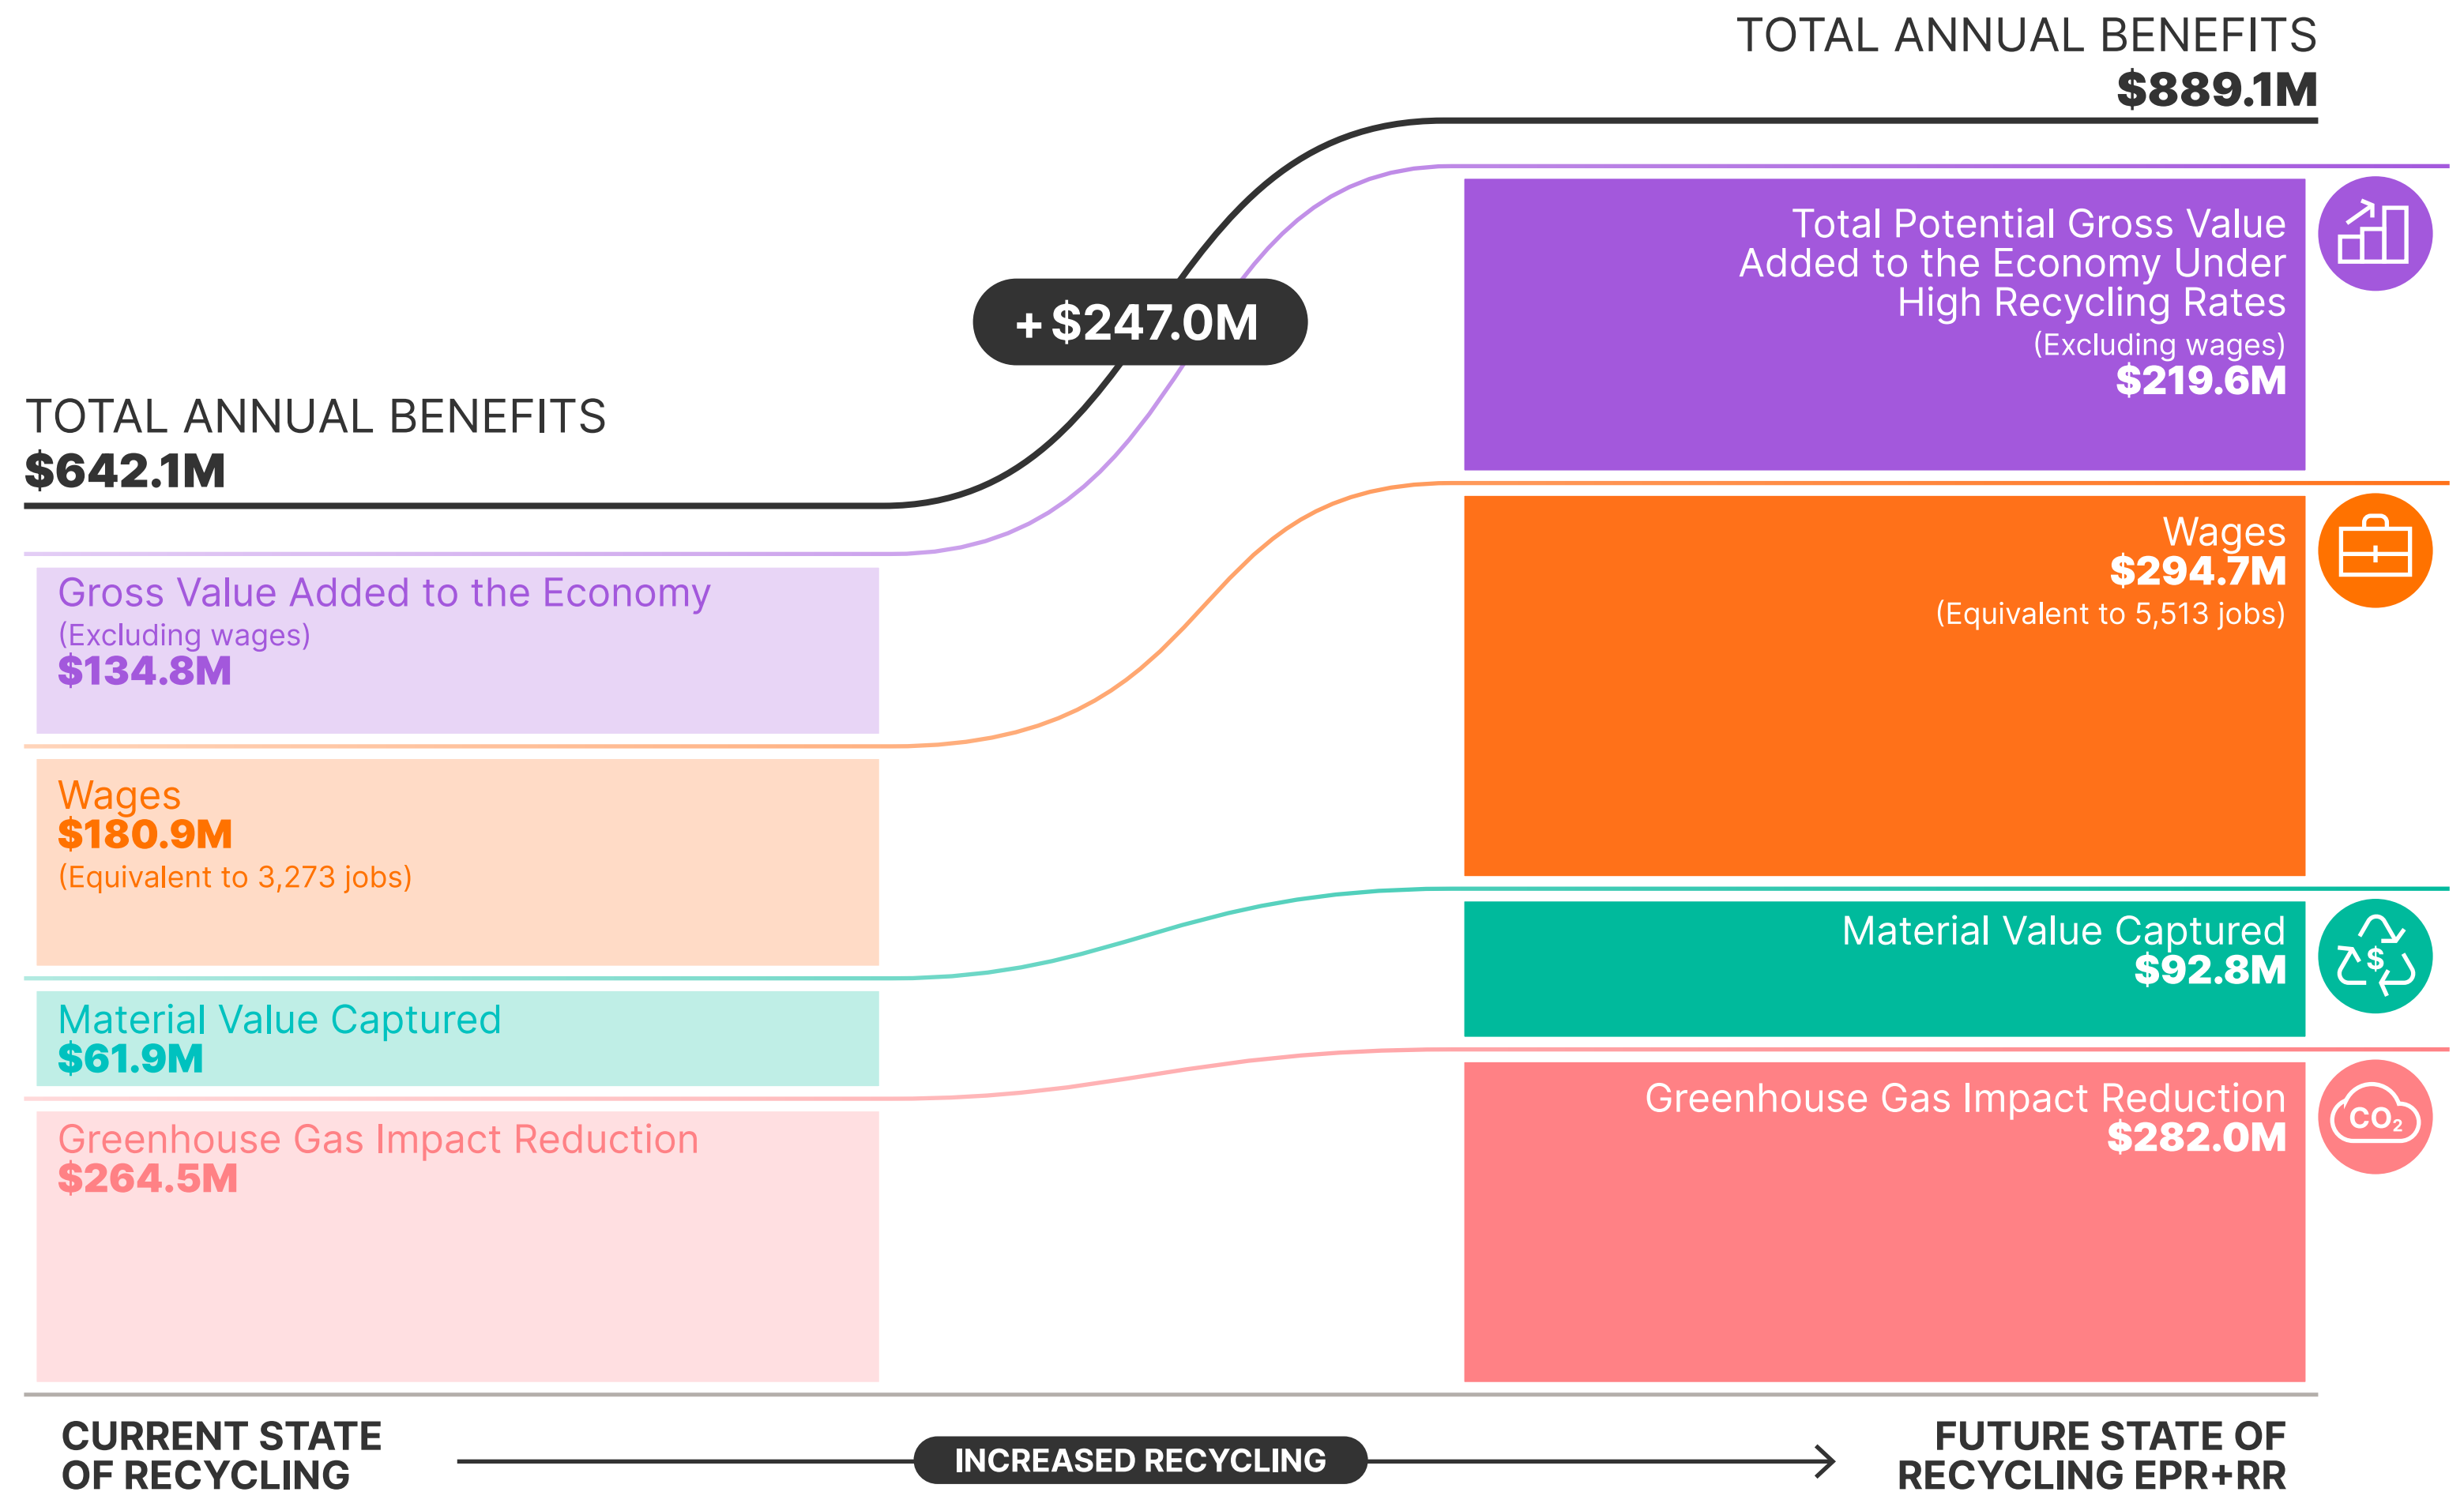 TOTAL ANNUAL BENEFITS
$889.1M
+ $247.0M
TOTAL ANNUAL BENEFITS
$642.1M
Gross Value Added to the Economy
(Excluding wages)
$134.8M
Wages
$180.9M
(Equivalent to 3,273 jobs)
Material Value Captured
$61.9M
Greenhouse Gas Impact Reduction
$264.5M
Total Potential Gross Value
Added to the Economy Under
High Recycling Rates
(Excluding wages)
$219.6M
Wages
$294.7M
(Equivalent to 5,513 jobs)
Material Value Captured
$92.8M
$
Greenhouse Gas Impact Reduction
$282.0M
CO₂
CURRENT STATE
OF RECYCLING
INCREASED RECYCLING
FUTURE STATE OF
RECYCLING EPR+RR